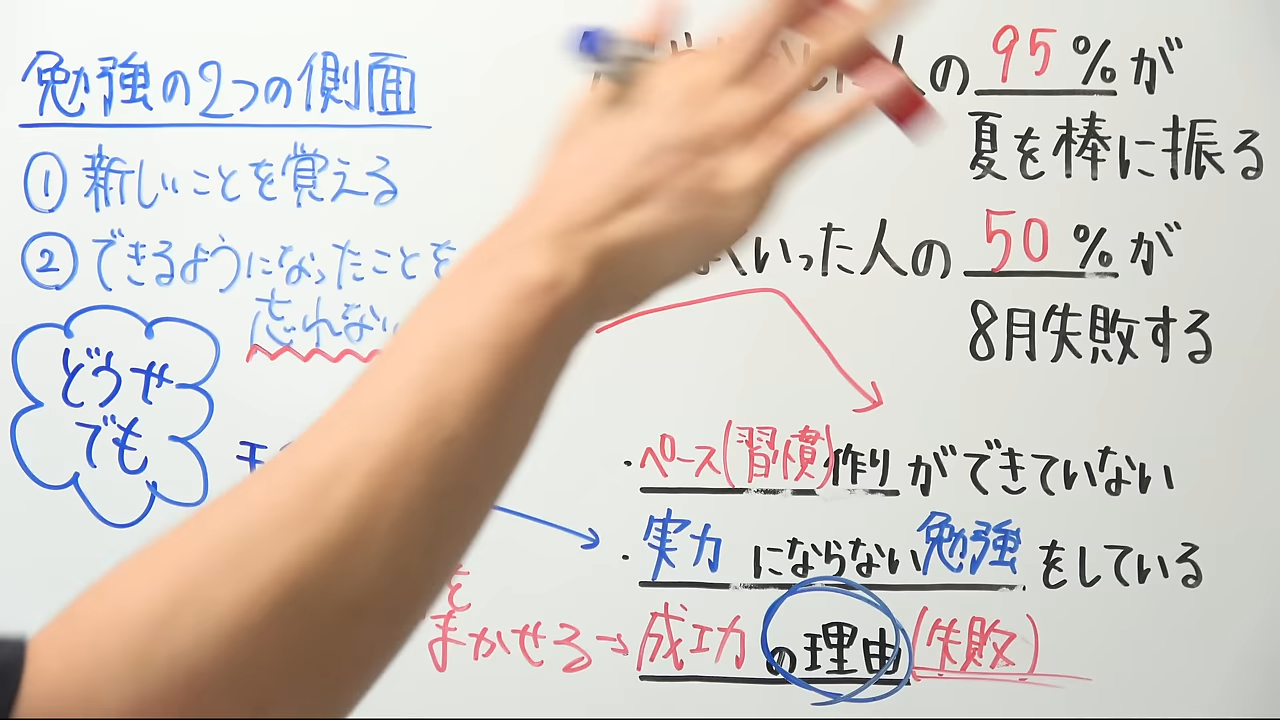 勉強の2つの側面
① 新しいことを覚える
② できるようになったことを
忘れない
どうせ
でも
人の 95% が
夏を棒に振る
くいった人の 50% が
8月失敗する
・ペース(習慣)作りができていない
・実力にならない勉強をしている
を
まかせる→成功の理由(失敗)